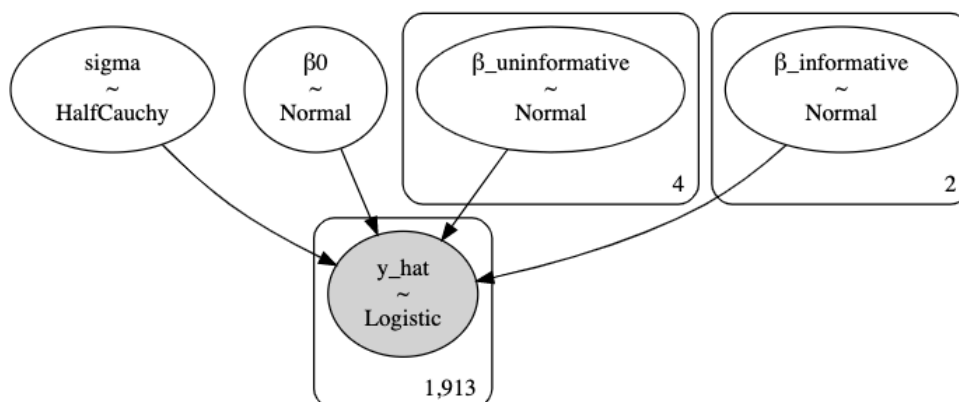 sigma
~
HalfCauchy
β0
~
Normal
β_uninformative
~
Normal
4
β_informative
~
Normal
2
y_hat
~
Logistic
1,913